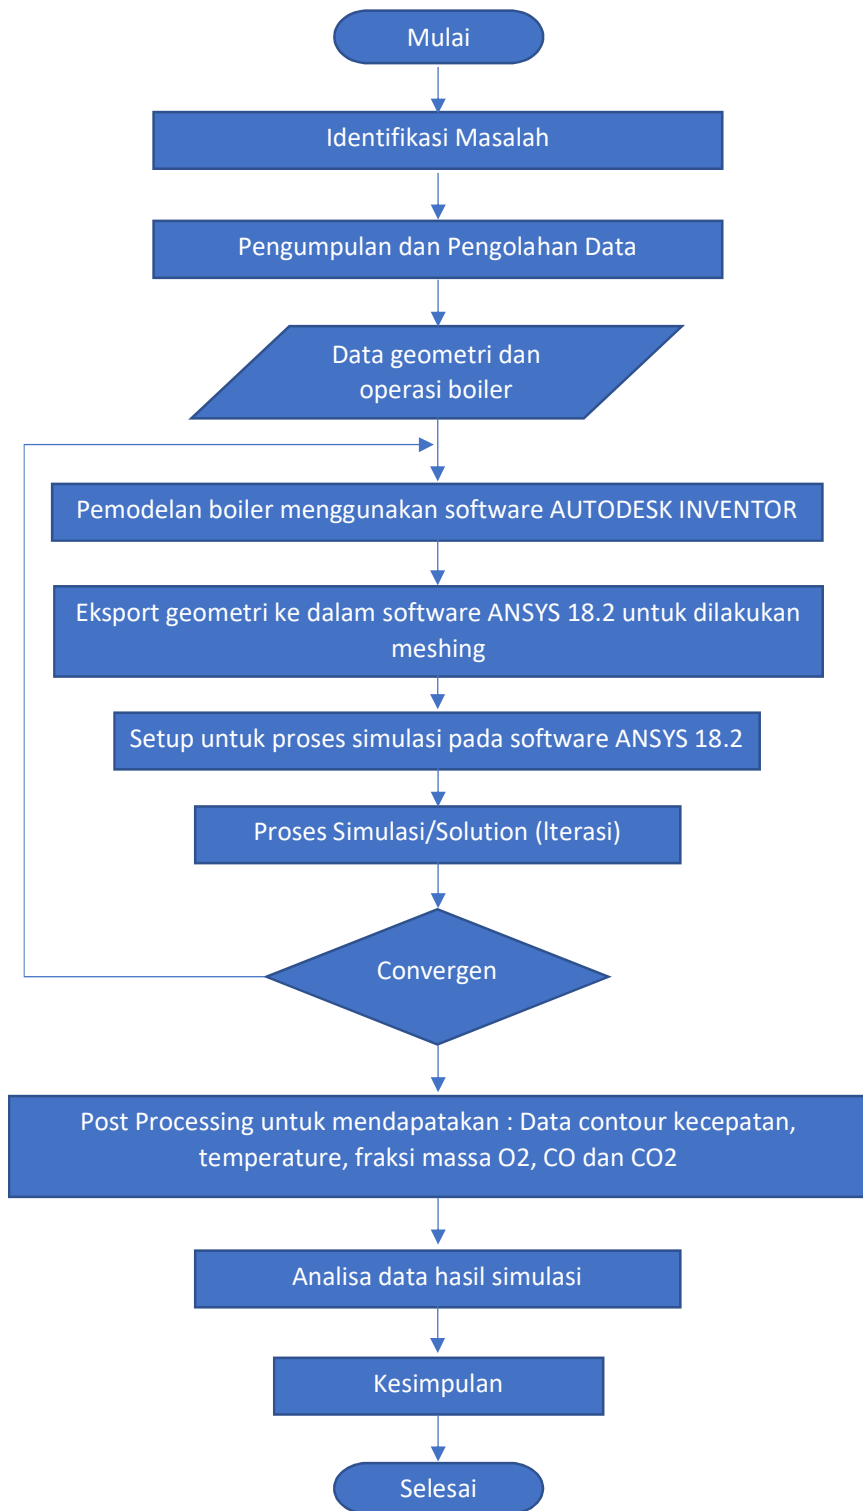 Mulai
Identifikasi Masalah
Pengumpulan dan Pengolahan Data
Data geometri dan
operasi boiler
Pemodelan boiler menggunakan software AUTODESK INVENTOR
Eksport geometri ke dalam software ANSYS 18.2 untuk dilakukan
meshing
Setup untuk proses simulasi pada software ANSYS 18.2
Proses Simulasi/Solution (Iterasi)
Convergen
Post Processing untuk mendapatakan : Data contour kecepatan,
temperature, fraksi massa O2, CO dan CO2
Analisa data hasil simulasi
Kesimpulan
Selesai